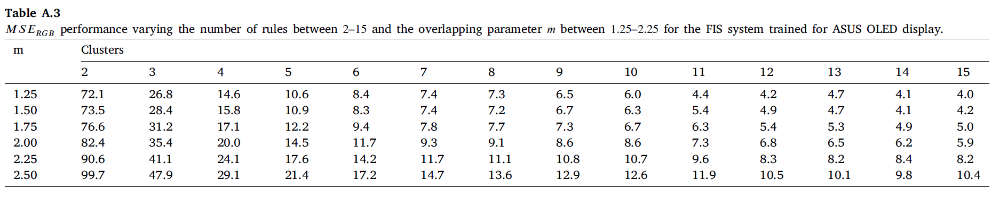 Table A.3
MSE_RGB performance varying the number of rules between 2–15 and the overlapping parameter m between 1.25–2.25 for the FIS system trained for ASUS OLED display.
m Clusters
2 3 4 5 6 7 8 9 10 11 12 13 14 15
1.25 72.1 26.8 14.6 10.6 8.4 7.4 7.3 6.5 6.0 4.4 4.2 4.7 4.1 4.0
1.50 73.5 28.4 15.8 10.9 8.3 7.4 7.2 6.7 6.3 5.4 4.9 4.7 4.1 4.2
1.75 76.6 31.2 17.1 12.2 9.4 7.8 7.7 7.3 6.7 6.3 5.4 5.3 4.9 5.0
2.00 82.4 35.4 20.0 14.5 11.7 9.3 9.1 8.6 8.6 7.3 6.8 6.5 6.2 5.9
2.25 90.6 41.1 24.1 17.6 14.2 11.7 11.1 10.8 10.7 9.6 8.3 8.2 8.4 8.2
2.50 99.7 47.9 29.1 21.4 17.2 14.7 13.6 12.9 12.6 11.9 10.5 10.1 9.8 10.4